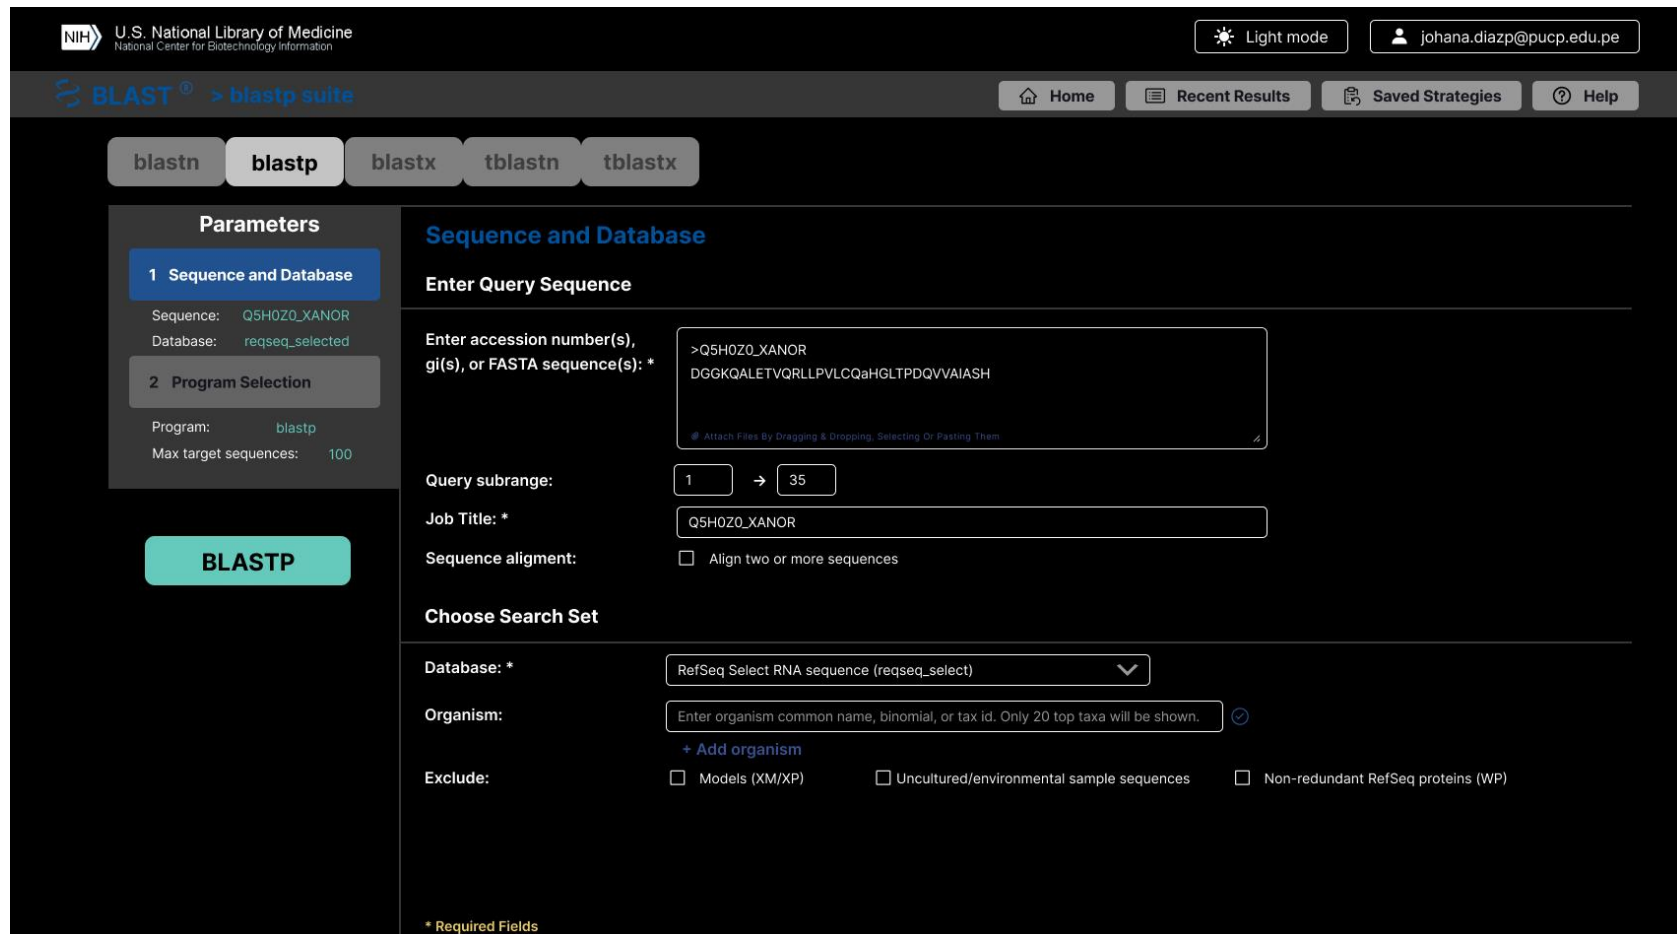 NIH U.S. National Library of Medicine
National Center for Biotechnology Information
Light mode
johana.diazp@pucp.edu.pe
BLAST ® > blastp suite
Home
Recent Results
Saved Strategies
Help
blastn
blastp
blastx
tblastn
tblastx
Parameters
1 Sequence and Database
Sequence: Q5H0Z0_XANOR
Database: reqseq_selected
2 Program Selection
Program: blastp
Max target sequences: 100
BLASTP
Sequence and Database
Enter Query Sequence
Enter accession number(s),
gi(s), or FASTA sequence(s): *
>Q5H0Z0_XANOR
DGGKQALETVQRLLPVLCQaHGLTPDQVVAIASH
Attach Files By Dragging & Dropping, Selecting Or Pasting Them
Query subrange: 1 → 35
Job Title: * Q5H0Z0_XANOR
Sequence aligment: Align two or more sequences
Choose Search Set
Database: * RefSeq Select RNA sequence (reqseq_select)
Organism: Enter organism common name, binomial, or tax id. Only 20 top taxa will be shown.
+ Add organism
Exclude: Models (XM/XP) Uncultured/environmental sample sequences Non-redundant RefSeq proteins (WP)
* Required Fields